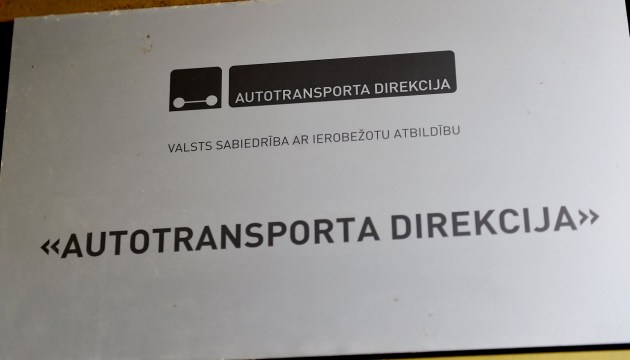 AUTOTRANSPORTA DIREKCIJA
VALSTS SABIEDRĪBA AR IEROBEŽOTU ATBILDĪBU
«AUTOTRANSPORTA DIREKCIJA»